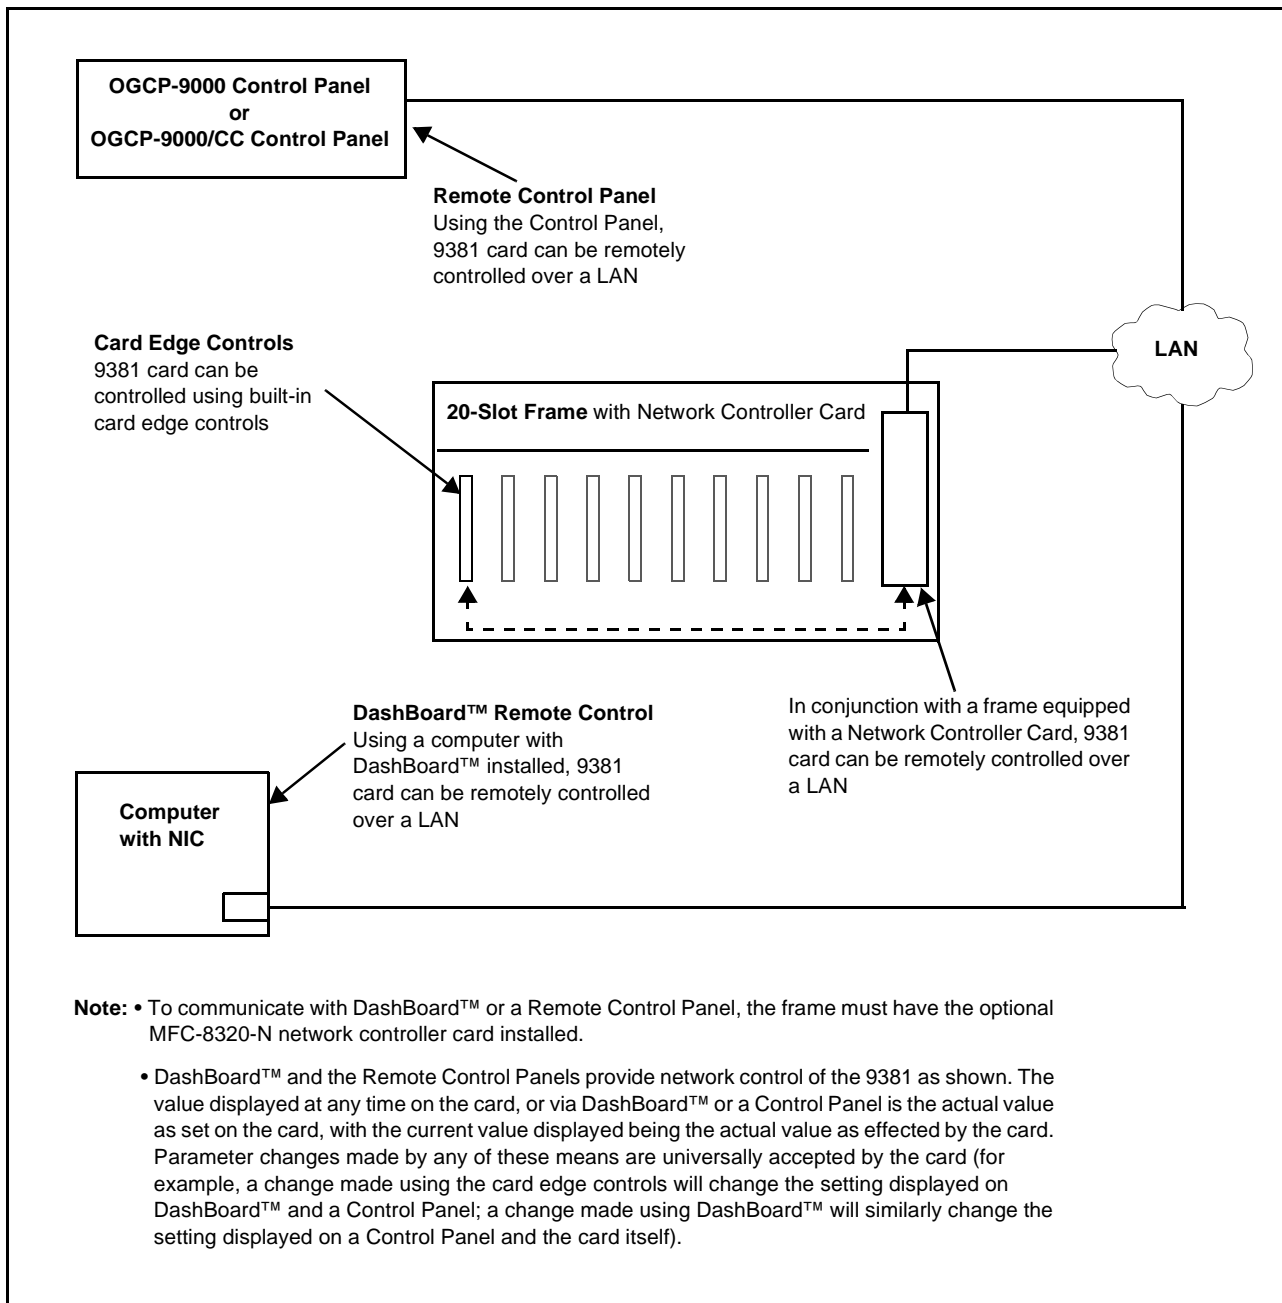 OGCP-9000 Control Panel
or
OGCP-9000/CC Control Panel
Remote Control Panel
Using the Control Panel,
9381 card can be remotely
controlled over a LAN
Card Edge Controls
9381 card can be
controlled using built-in
card edge controls
LAN
20-Slot Frame with Network Controller Card
DashBoard™ Remote Control
Using a computer with
DashBoard™ installed, 9381
card can be remotely controlled
over a LAN
In conjunction with a frame equipped
with a Network Controller Card, 9381
card can be remotely controlled over
a LAN
Computer
with NIC
Note: • To communicate with DashBoard™ or a Remote Control Panel, the frame must have the optional
MFC-8320-N network controller card installed.
• DashBoard™ and the Remote Control Panels provide network control of the 9381 as shown. The
value displayed at any time on the card, or via DashBoard™ or a Control Panel is the actual value
as set on the card, with the current value displayed being the actual value as effected by the card.
Parameter changes made by any of these means are universally accepted by the card (for
example, a change made using the card edge controls will change the setting displayed on
DashBoard™ and a Control Panel; a change made using DashBoard™ will similarly change the
setting displayed on a Control Panel and the card itself).